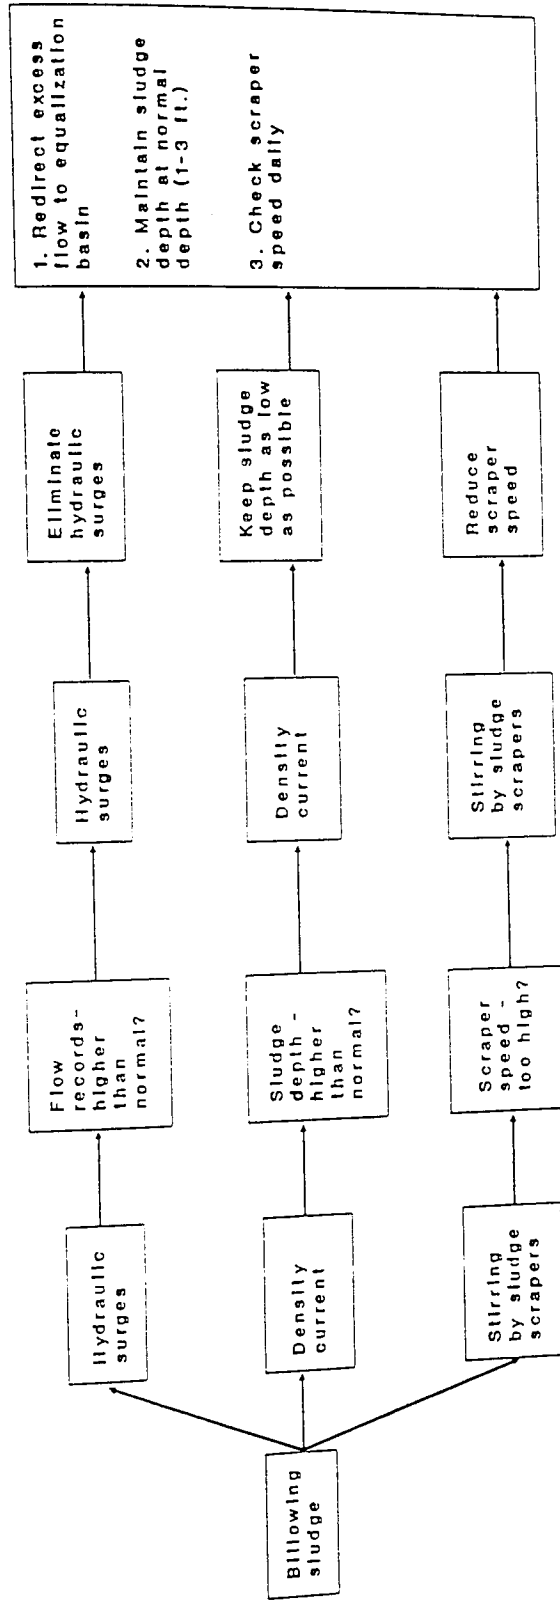 Billowing
sludge
Hydraulic
surges
Flow
records-
higher
than
normal?
Hydraulic
surges
Eliminate
hydraulic
surges
Density
current
Sludge
depth -
higher
than
normal?
Density
current
Keep sludge
depth as low
as possible
Stirring
by sludge
scrapers
Scraper
speed -
too high?
Stirring
by sludge
scrapers
Reduce
scraper
speed
1. Redirect excess
flow to equalization
basin
2. Maintain sludge
depth at normal
depth (1-3 ft.)
3. Check scraper
speed daily